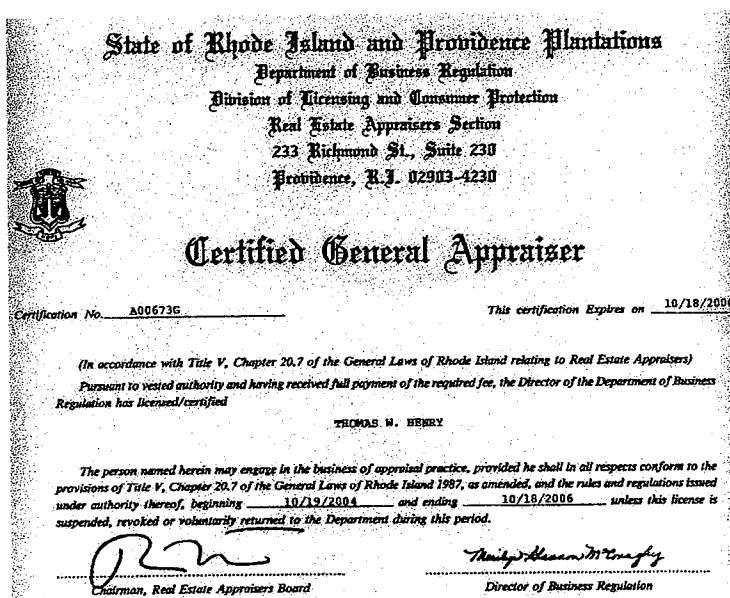 State of Rhode Island and Providence Plantations
Department of Business Regulation
Division of Licensing and Consumer Protection
Real Estate Appraisers Section
233 Richmond St., Suite 230
Providence, R.I. 02903-4230
Certified General Appraiser
Certification No. A00673G This certification Expires on 10/18/2006
(In accordance with Title V, Chapter 20.7 of the General Laws of Rhode Island relating to Real Estate Appraisers)
Pursuant to vested authority and having received full payment of the required fee, the Director of the Department of Business
Regulation has licensed/certified
THOMAS W. HENRY
The person named herein may engage in the business of appraisal practice, provided he shall in all respects conform to the
provisions of Title V, Chapter 20.7 of the General Laws of Rhode Island 1987, as amended, and the rules and regulations issued
under authority thereof, beginning 10/19/2004 and ending 10/18/2006 unless this license is
suspended, revoked or voluntarily returned to the Department during this period.
Chairman, Real Estate Appraisers Board Director of Business Regulation